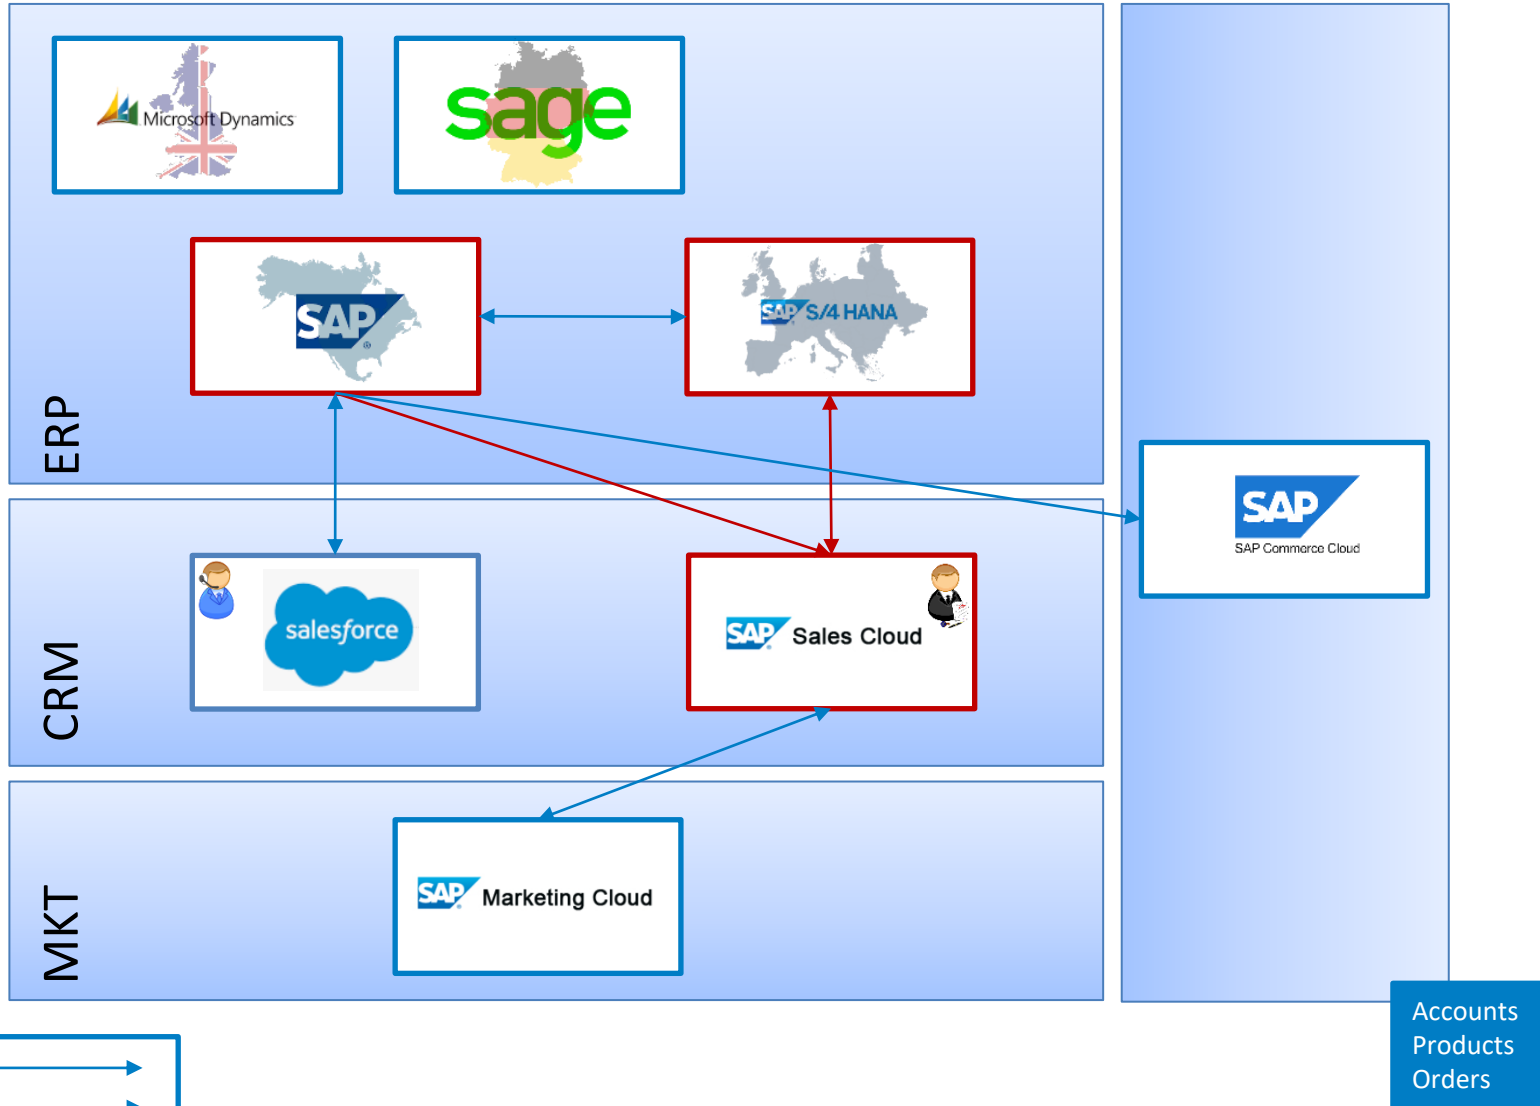 Microsoft Dynamics
sage
SAP
®
SAP S/4 HANA
ERP
SAP
SAP Commerce Cloud
salesforce
SAP Sales Cloud
CRM
SAP Marketing Cloud
MKT
Accounts
Products
Orders